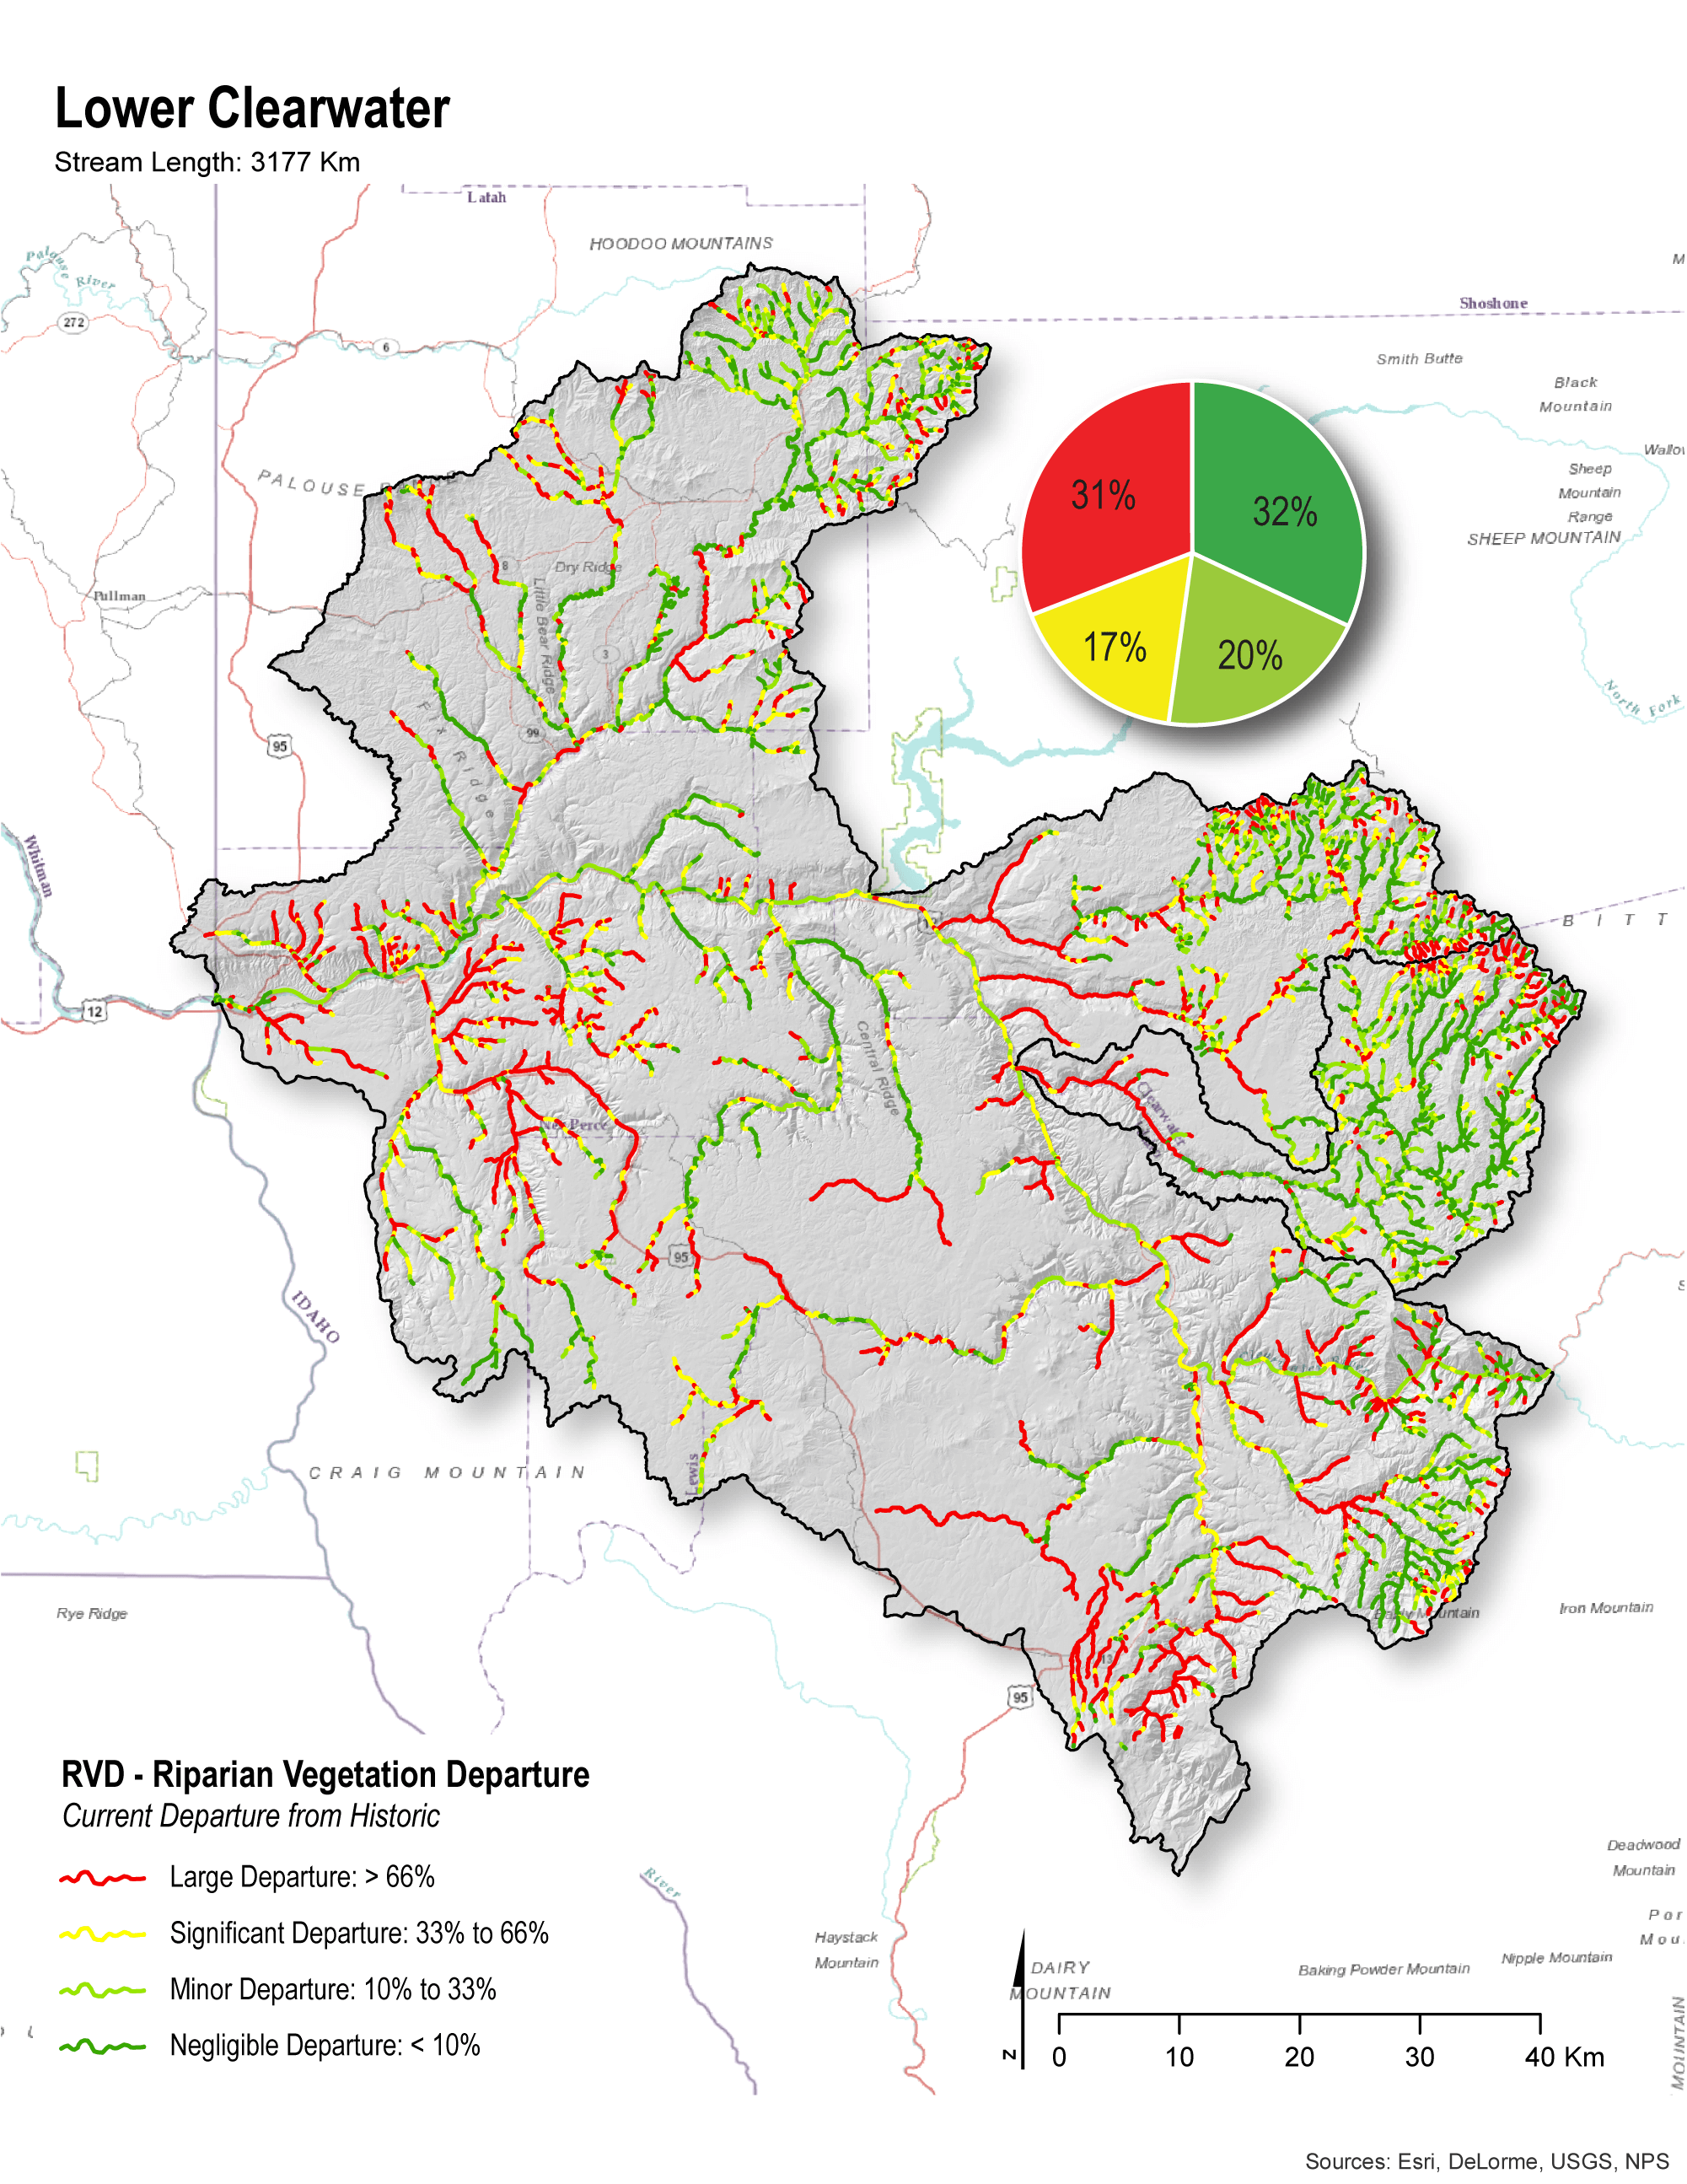 Lower Clearwater
Stream Length: 3177 Km
Latah
HOODOO MOUNTAINS
Palouse
River
272
6
Shoshone
Smith Butte
Black
Mountain
Sheep
Mountain
Range
SHEEP MOUNTAIN
PALOUSE
31%
32%
17%
20%
8
Dry Ridge
Little Bear Ridge
Pullman
3
99
95
Fix Ridge
North Fork
Whitman
12
BITT
Central Ridge
Clearwater
Nez Perce
95
IDAHO
CRAIG MOUNTAIN
Lewis
Rye Ridge
Iron Mountain
13
95
RVD - Riparian Vegetation Departure
Current Departure from Historic
Large Departure: > 66%
Significant Departure: 33% to 66%
Minor Departure: 10% to 33%
Negligible Departure: < 10%
River
Haystack
Mountain
DAIRY
MOUNTAIN
Deadwood
Mountain
Por
Mou
Nipple Mountain
Baking Powder Mountain
MOUNTAIN
N
0 10 20 30 40 Km
Sources: Esri, DeLorme, USGS, NPS